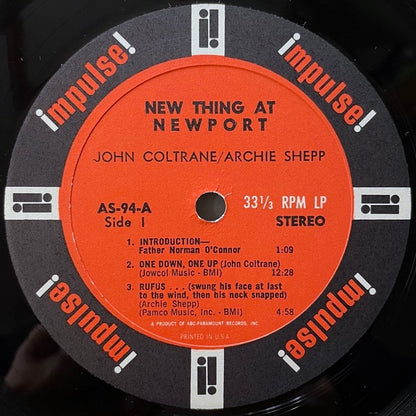 impulse!
impulse!
impulse!
impulse!
NEW THING AT
NEWPORT
JOHN COLTRANE/ARCHIE SHEPP
AS-94-A
Side 1
33 1/3 RPM LP
STEREO
1. INTRODUCTION—
Father Norman O'Connor 1:09
2. ONE DOWN, ONE UP (John Coltrane)
(Jowcol Music - BMI) 12:28
3. RUFUS . . . (swung his face at last
to the wind, then his neck snapped)
(Archie Shepp)
(Pamco Music, Inc. - BMI) 4:58
A PRODUCT OF ABC-PARAMOUNT RECORDS, INC.
PRINTED IN U.S.A.